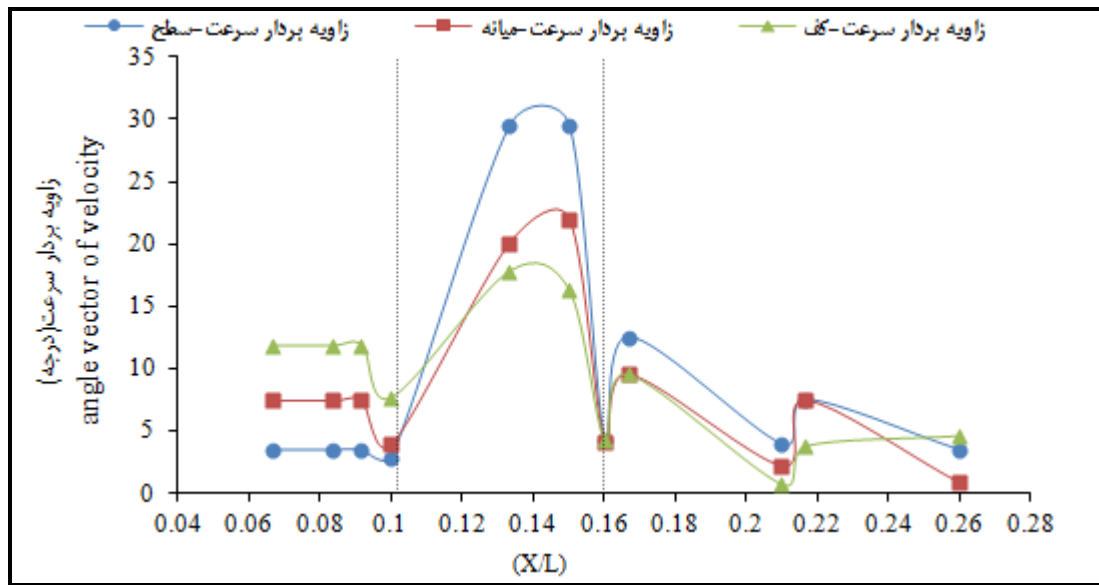 زاویه بردار سرعت-سطح
زاویه بردار سرعت-میانه
زاویه بردار سرعت-کف
زاویه بردار سرعت(درجه)
angle vector of velocity
35
30
25
20
15
10
5
0
0.04 0.06 0.08 0.1 0.12 0.14 0.16 0.18 0.2 0.22 0.24 0.26 0.28
(X/L)